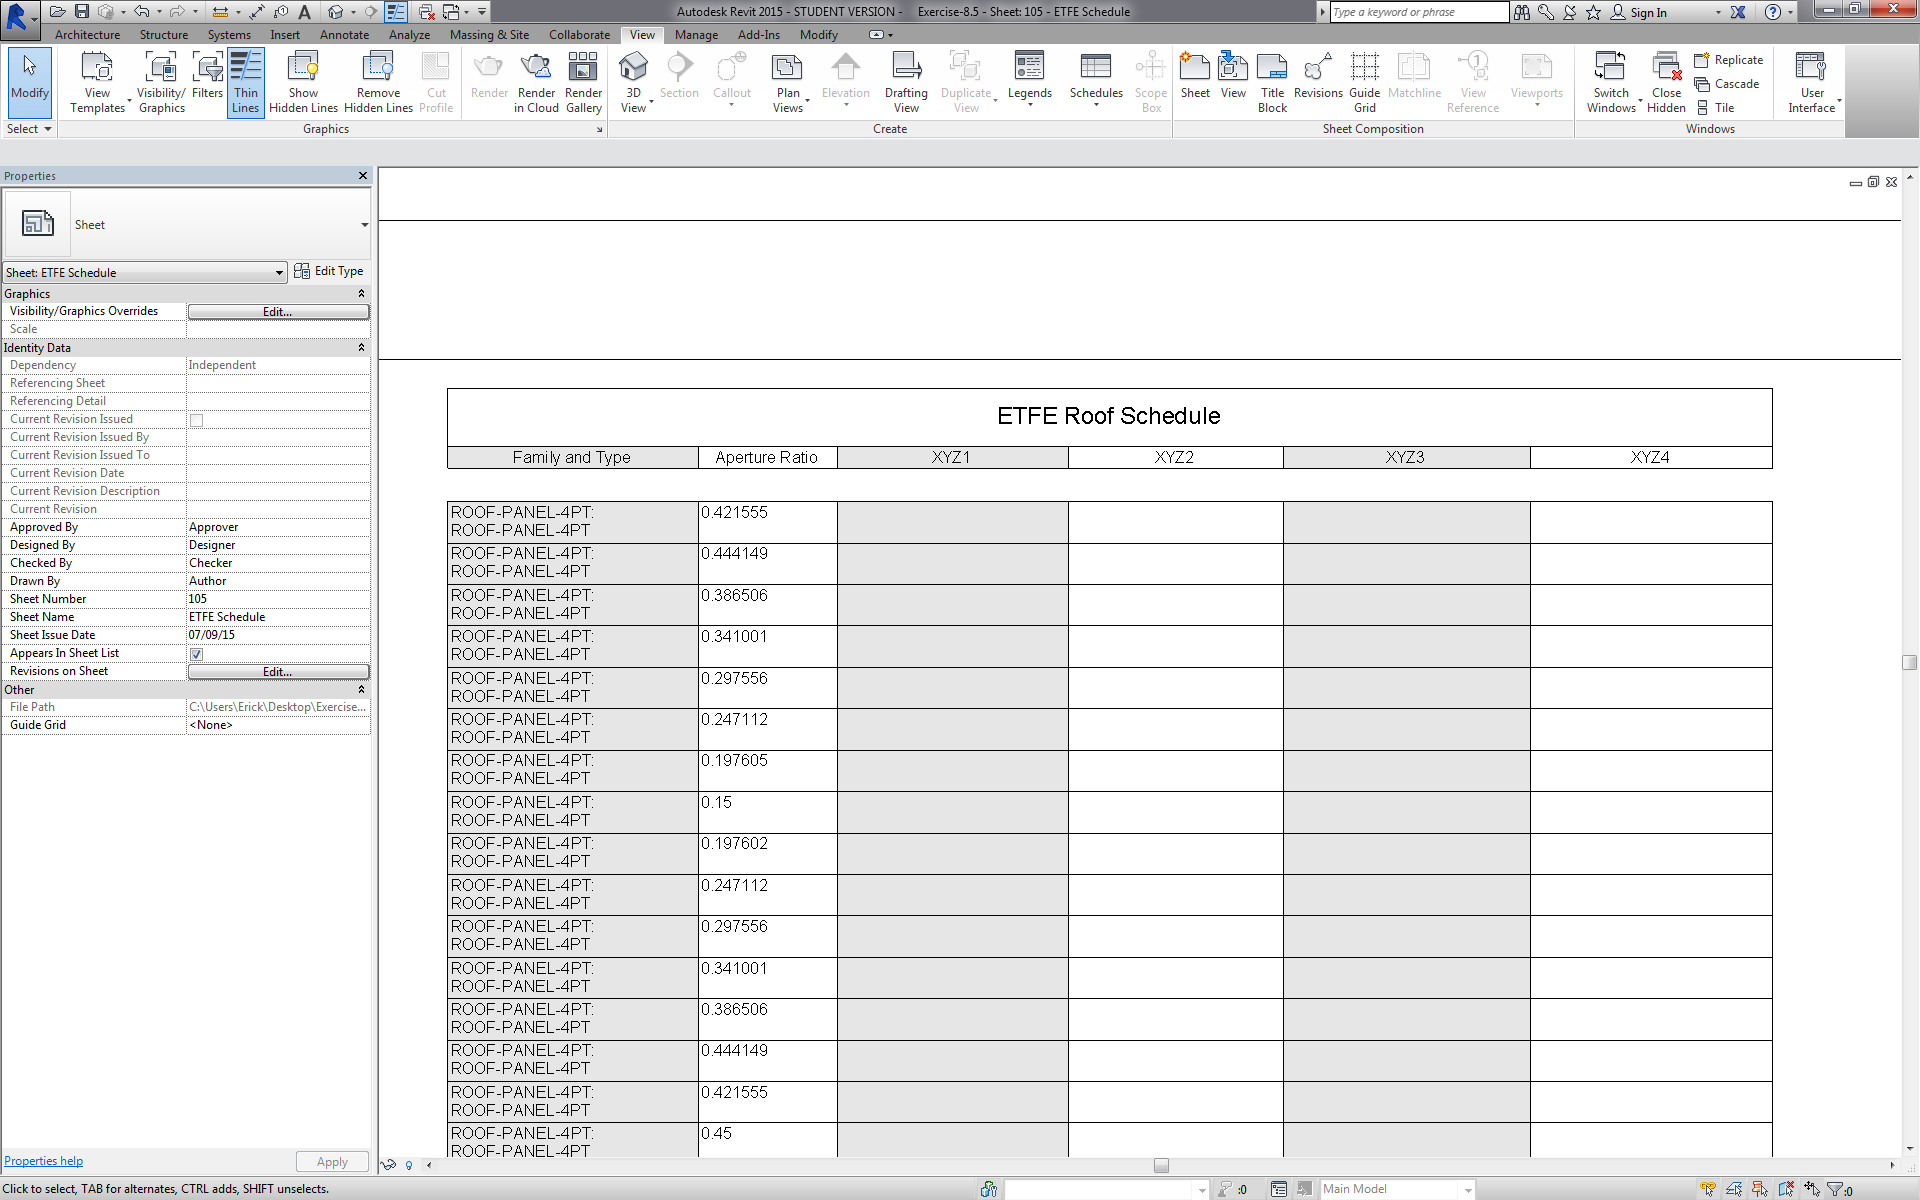 Autodesk Revit 2015 - STUDENT VERSION -    Exercise-8.5 - Sheet: 105 - ETFE Schedule
Type a keyword or phrase
Sign In
Architecture Structure Systems Insert Annotate Analyze Massing & Site Collaborate View Manage Add-Ins Modify
Modify
View Templates
Visibility/ Graphics
Filters
Thin Lines
Show Hidden Lines
Remove Hidden Lines
Cut Profile
Render
Render in Cloud
Render Gallery
3D View
Section
Callout
Plan Views
Elevation
Drafting View
Duplicate View
Legends
Schedules
Scope Box
Sheet
View
Title Block
Revisions
Guide Grid
Matchline
View Reference
Viewports
Switch Windows
Close Hidden
Replicate
Cascade
Tile
User Interface
Select Graphics Create Sheet Composition Windows
Properties
Sheet
Sheet: ETFE Schedule Edit Type
Graphics
Visibility/Graphics Overrides Edit...
Scale
Identity Data
Dependency Independent
Referencing Sheet
Referencing Detail
Current Revision Issued
Current Revision Issued By
Current Revision Issued To
Current Revision Date
Current Revision Description
Current Revision
Approved By Approver
Designed By Designer
Checked By Checker
Drawn By Author
Sheet Number 105
Sheet Name ETFE Schedule
Sheet Issue Date 07/09/15
Appears In Sheet List
Revisions on Sheet Edit...
Other
File Path C:\Users\Erick\Desktop\Exercise...
Guide Grid <None>
Properties help Apply
ETFE Roof Schedule
Family and Type Aperture Ratio XYZ1 XYZ2 XYZ3 XYZ4
ROOF-PANEL-4PT: 0.421555
ROOF-PANEL-4PT
ROOF-PANEL-4PT: 0.444149
ROOF-PANEL-4PT
ROOF-PANEL-4PT: 0.386506
ROOF-PANEL-4PT
ROOF-PANEL-4PT: 0.341001
ROOF-PANEL-4PT
ROOF-PANEL-4PT: 0.297556
ROOF-PANEL-4PT
ROOF-PANEL-4PT: 0.247112
ROOF-PANEL-4PT
ROOF-PANEL-4PT: 0.197605
ROOF-PANEL-4PT
ROOF-PANEL-4PT: 0.15
ROOF-PANEL-4PT
ROOF-PANEL-4PT: 0.197602
ROOF-PANEL-4PT
ROOF-PANEL-4PT: 0.247112
ROOF-PANEL-4PT
ROOF-PANEL-4PT: 0.297556
ROOF-PANEL-4PT
ROOF-PANEL-4PT: 0.341001
ROOF-PANEL-4PT
ROOF-PANEL-4PT: 0.386506
ROOF-PANEL-4PT
ROOF-PANEL-4PT: 0.444149
ROOF-PANEL-4PT
ROOF-PANEL-4PT: 0.421555
ROOF-PANEL-4PT
ROOF-PANEL-4PT: 0.45
ROOF-PANEL-4PT
Click to select, TAB for alternates, CTRL adds, SHIFT unselects. :0 Main Model :0